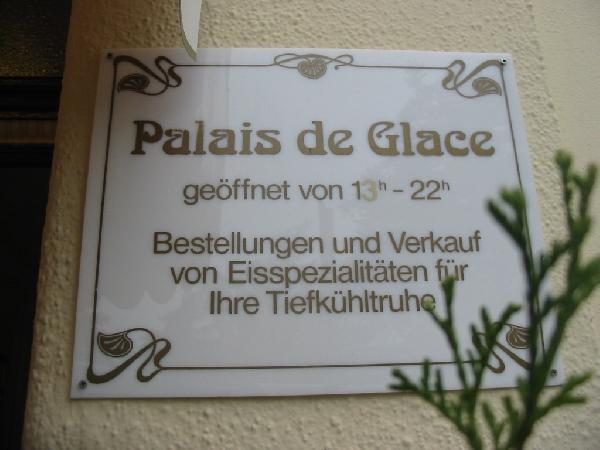 Palais de Glace
geöffnet von 13ʰ - 22ʰ
Bestellungen und Verkauf
von Eisspezialitäten für
Ihre Tiefkühltruhe